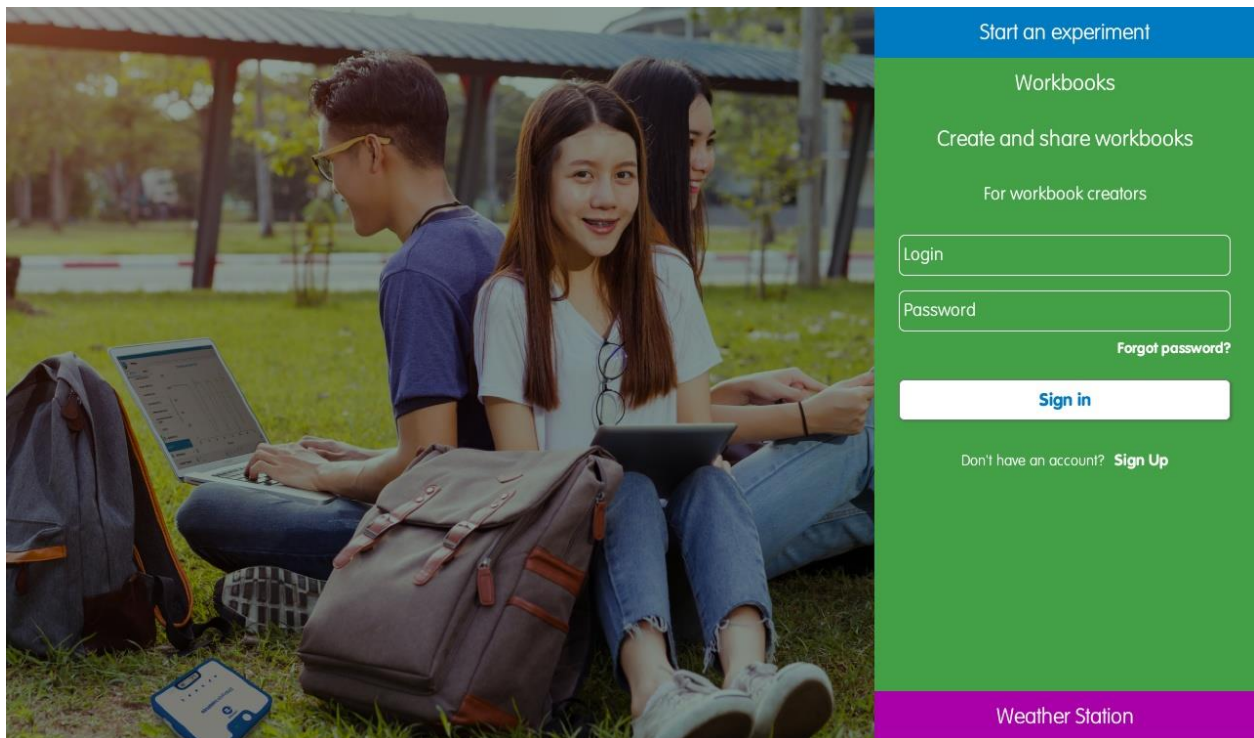 Start an experiment
Workbooks
Create and share workbooks
For workbook creators
Login
Password
Forgot password?
Sign in
Don't have an account? Sign Up
Weather Station